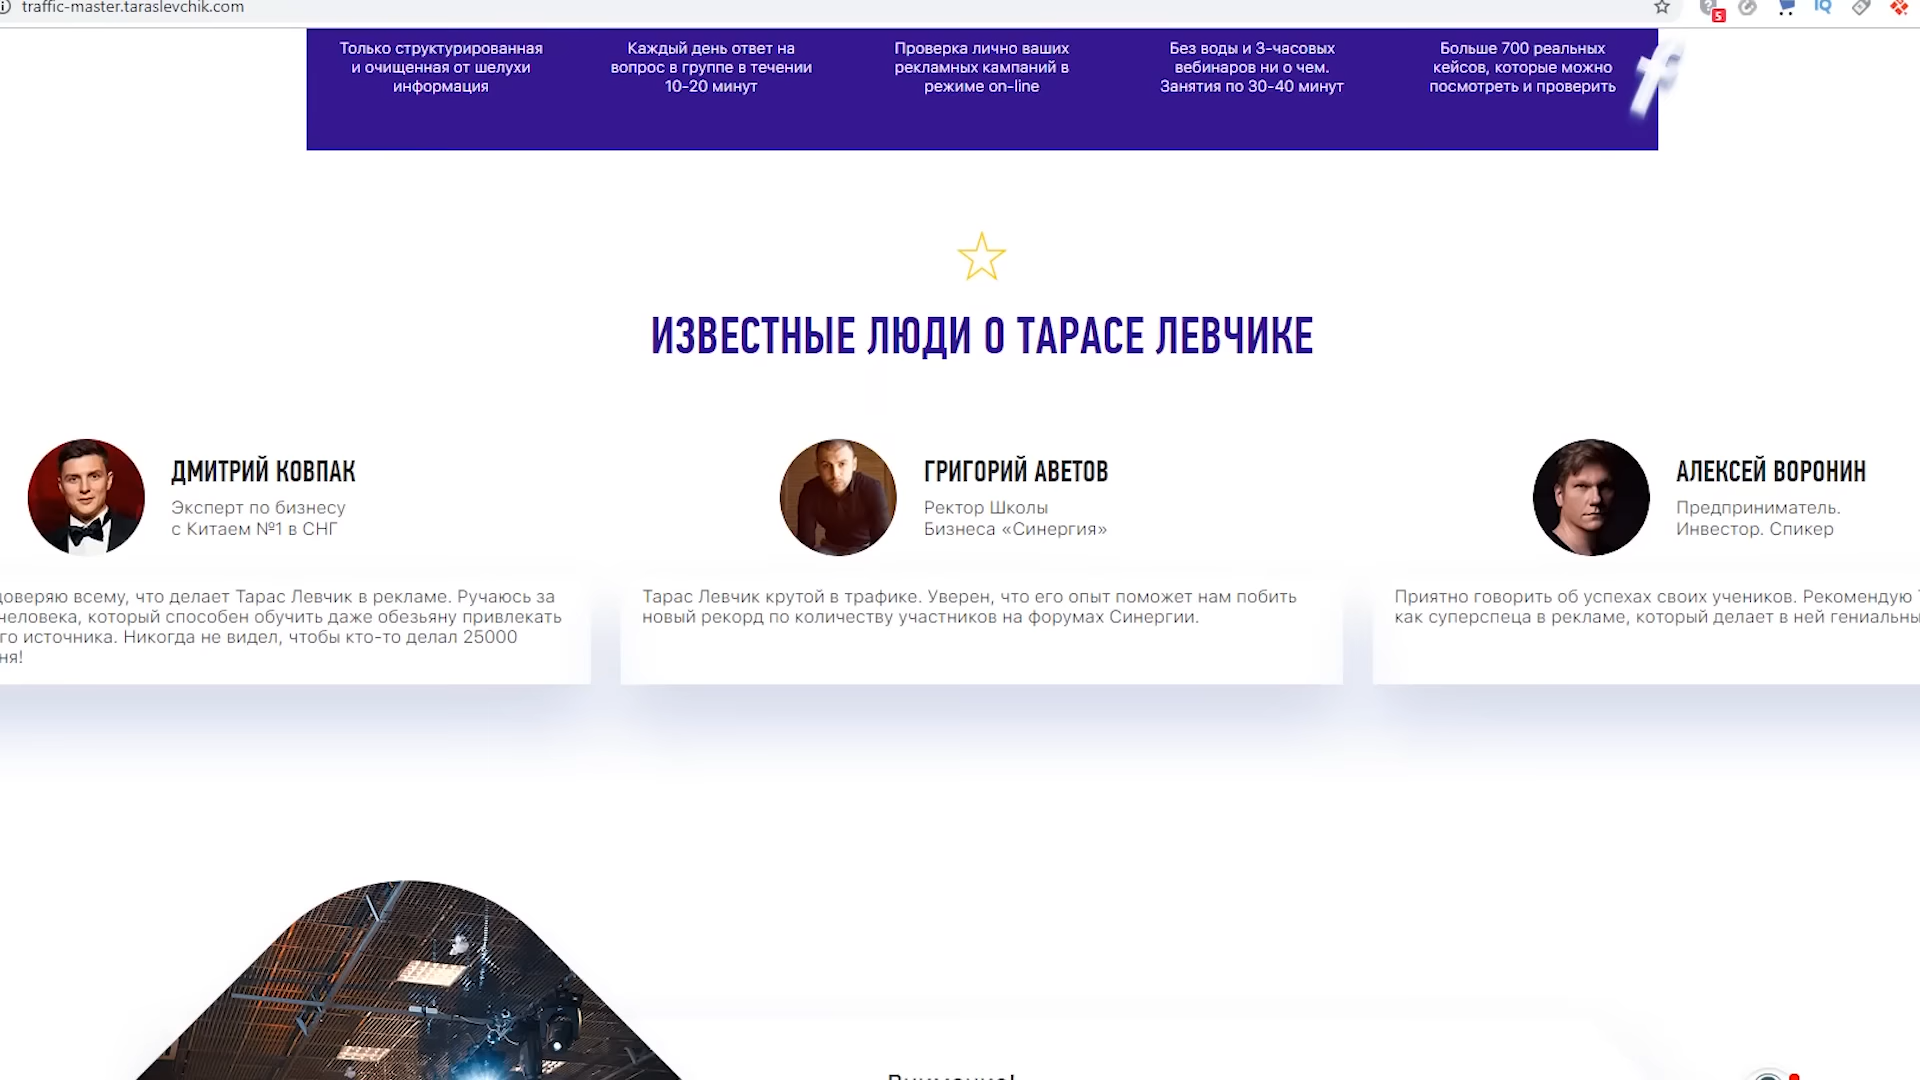 traffic-master.taraslevchik.com
5
IQ
Только структурированная
и очищенная от шелухи
информация
Каждый день ответ на
вопрос в группе в течении
10-20 минут
Проверка лично ваших
рекламных кампаний в
режиме on-line
Без воды и 3-часовых
вебинаров ни о чем.
Занятия по 30-40 минут
Больше 700 реальных
кейсов, которые можно
посмотреть и проверить
f
ИЗВЕСТНЫЕ ЛЮДИ О ТАРАСЕ ЛЕВЧИКЕ
ДМИТРИЙ КОВПАК
Эксперт по бизнесу
с Китаем №1 в СНГ
доверяю всему, что делает Тарас Левчик в рекламе. Ручаюсь за
человека, который способен обучить даже обезьяну привлекать
го источника. Никогда не видел, чтобы кто-то делал 25000
ня!
ГРИГОРИЙ АВЕТОВ
Ректор Школы
Бизнеса «Синергия»
Тарас Левчик крутой в трафике. Уверен, что его опыт поможет нам побить
новый рекорд по количеству участников на форумах Синергии.
АЛЕКСЕЙ ВОРОНИН
Предприниматель.
Инвестор. Спикер
Приятно говорить об успехах своих учеников. Рекомендую
как суперспеца в рекламе, который делает в ней гениальны
Внимание!